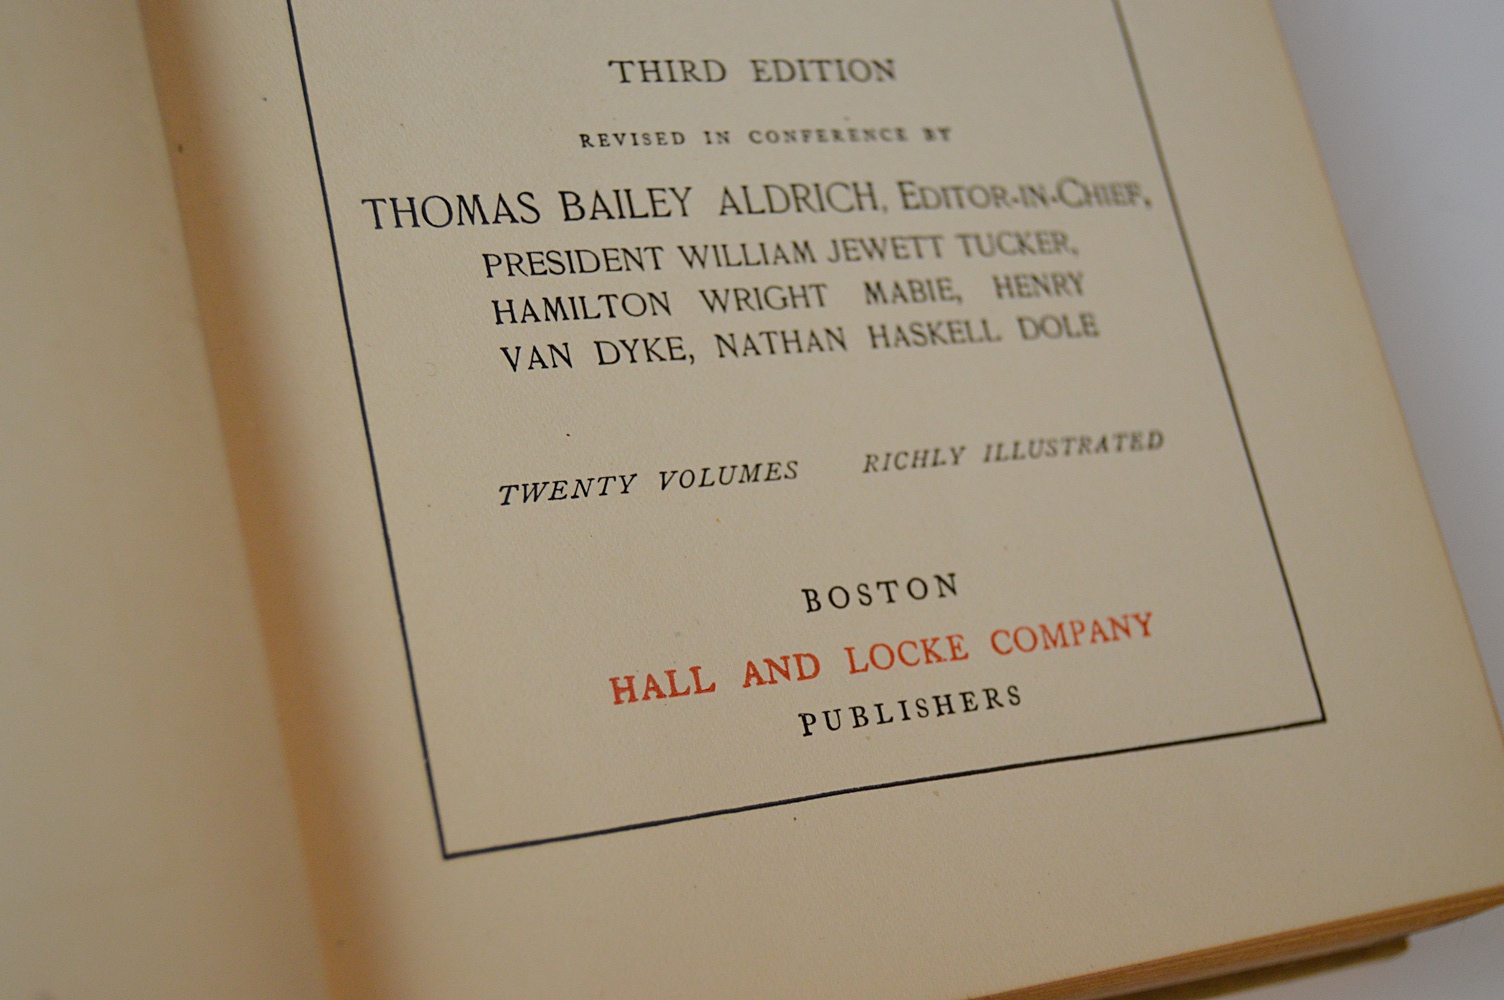 THIRD EDITION
REVISED IN CONFERENCE BY
THOMAS BAILEY ALDRICH, EDITOR-IN-CHIEF,
PRESIDENT WILLIAM JEWETT TUCKER,
HAMILTON WRIGHT MABIE, HENRY
VAN DYKE, NATHAN HASKELL DOLE
TWENTY VOLUMES RICHLY ILLUSTRATED
BOSTON
HALL AND LOCKE COMPANY
PUBLISHERS